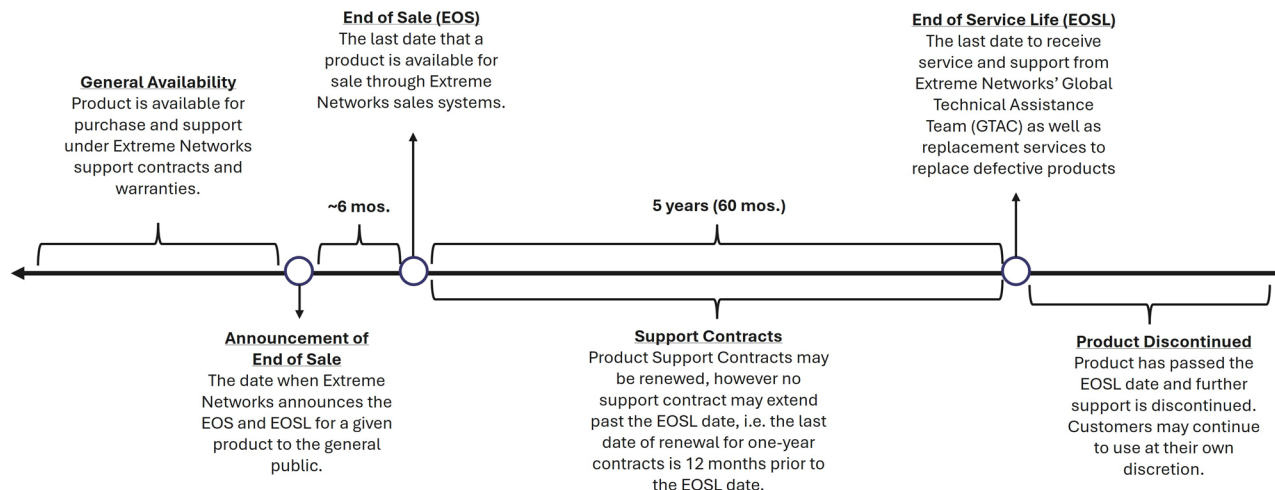 General Availability
Product is available for
purchase and support
under Extreme Networks
support contracts and
warranties.
End of Sale (EOS)
The last date that a
product is available for
sale through Extreme
Networks sales systems.
End of Service Life (EOSL)
The last date to receive
service and support from
Extreme Networks’ Global
Technical Assistance
Team (GTAC) as well as
replacement services to
replace defective products
~6 mos.
5 years (60 mos.)
Announcement of
End of Sale
The date when Extreme
Networks announces the
EOS and EOSL for a given
product to the general
public.
Support Contracts
Product Support Contracts may
be renewed, however no
support contract may extend
past the EOSL date, i.e. the last
date of renewal for one-year
contracts is 12 months prior to
the EOSL date.
Product Discontinued
Product has passed the
EOSL date and further
support is discontinued.
Customers may continue
to use at their own
discretion.